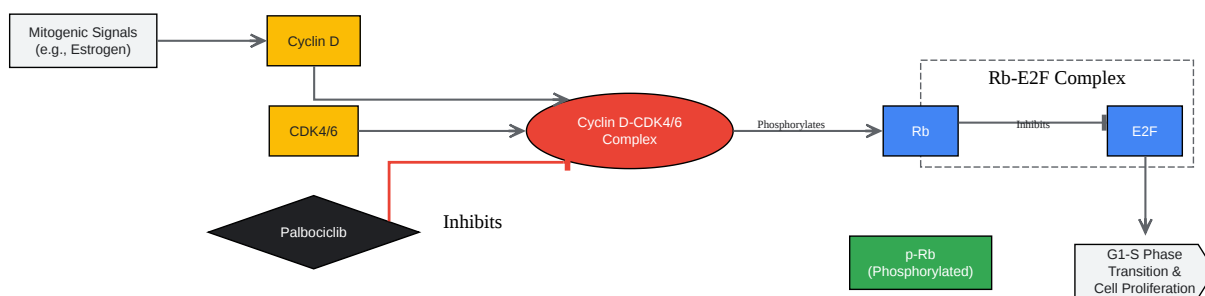 Mitogenic Signals
(e.g., Estrogen)
Cyclin D
CDK4/6
Cyclin D-CDK4/6
Complex
Phosphorylates
Rb-E2F Complex
Rb
Inhibits
E2F
Palbociclib
Inhibits
p-Rb
(Phosphorylated)
G1-S Phase
Transition &
Cell Proliferation